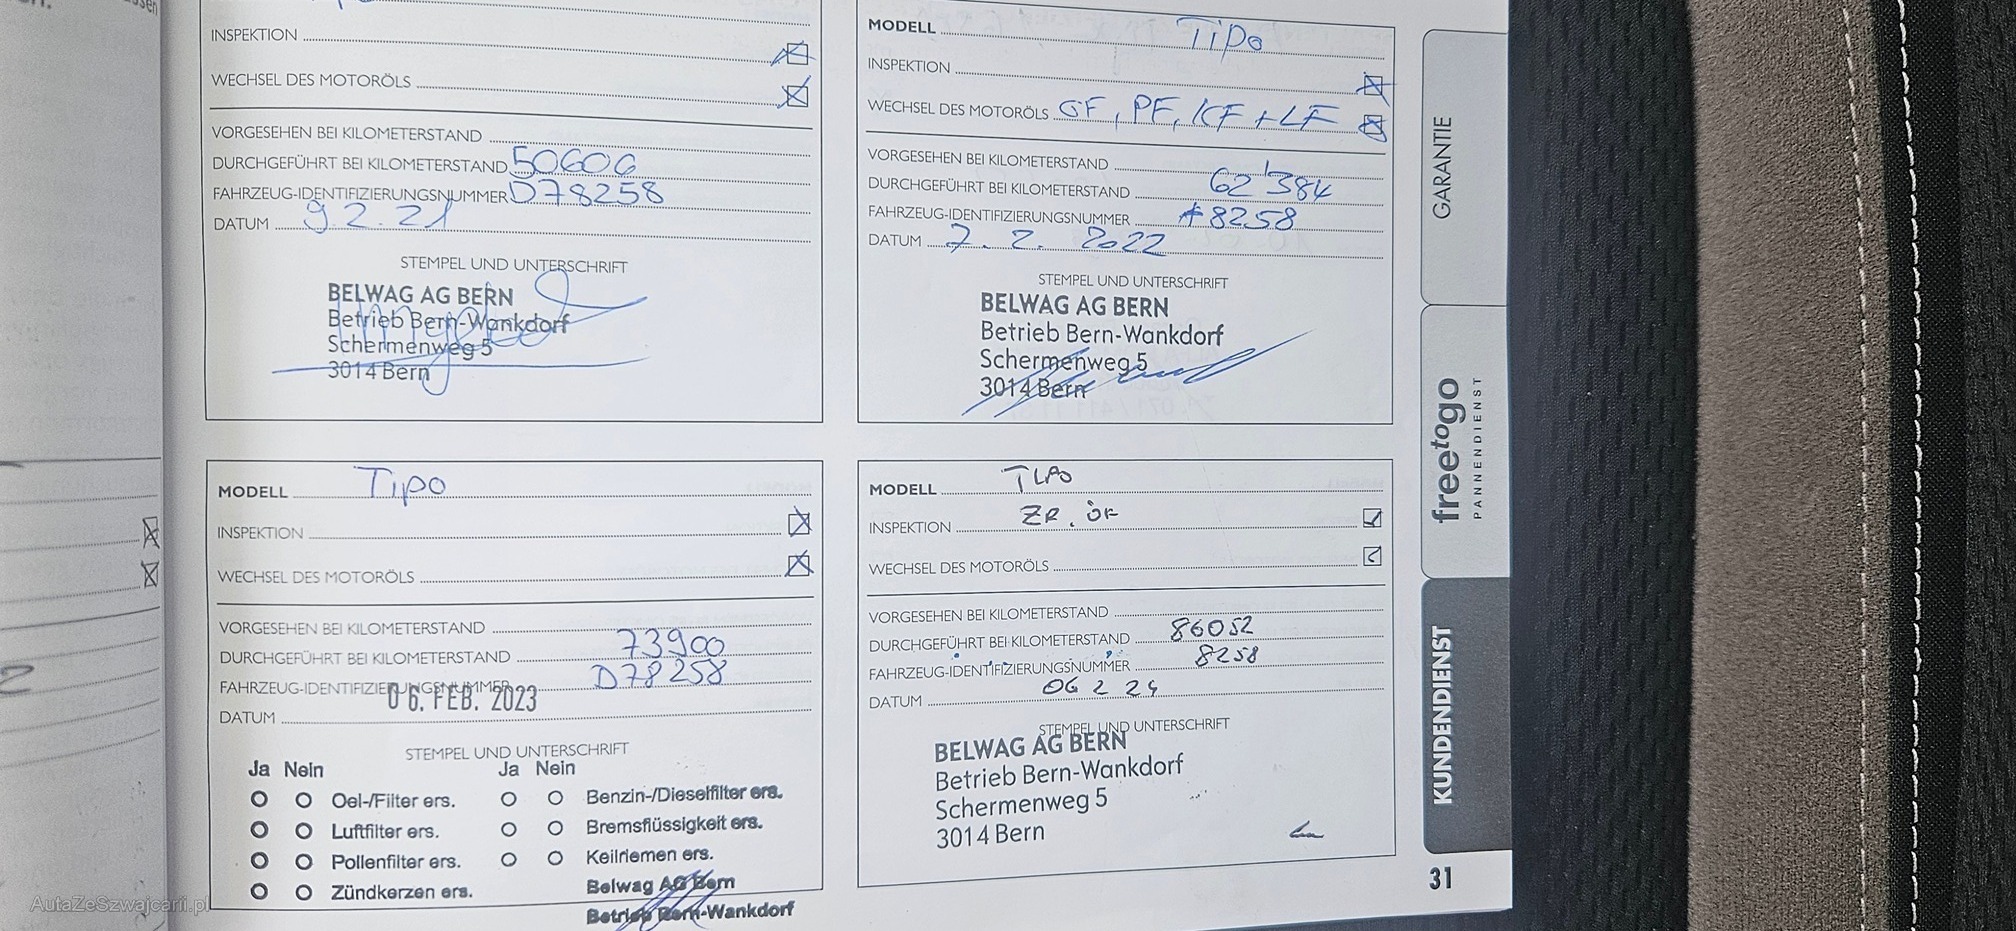 INSPEKTION
WECHSEL DES MOTORÖLS
VORGESEHEN BEI KILOMETERSTAND
DURCHGEFÜHRT BEI KILOMETERSTAND 50606
FAHRZEUG-IDENTIFIZIERUNGSNUMMER D78258
DATUM 9 2. 21
STEMPEL UND UNTERSCHRIFT
BELWAG AG BERN
Betrieb Bern-Wankdorf
Schermenweg 5
3014 Bern
MODELL Tipo
INSPEKTION
WECHSEL DES MOTORÖLS PF, KF + LF
VORGESEHEN BEI KILOMETERSTAND
DURCHGEFÜHRT BEI KILOMETERSTAND 62'384
FAHRZEUG-IDENTIFIZIERUNGSNUMMER 78258
DATUM 7. 2. 2022
STEMPEL UND UNTERSCHRIFT
BELWAG AG BERN
Betrieb Bern-Wankdorf
Schermenweg 5
3014 Bern
MODELL Tipo
INSPEKTION
WECHSEL DES MOTORÖLS
VORGESEHEN BEI KILOMETERSTAND
DURCHGEFÜHRT BEI KILOMETERSTAND 73900
FAHRZEUG-IDENTIFIZIERUNGSNUMMER D78258
DATUM 06. FEB. 2023
STEMPEL UND UNTERSCHRIFT
Ja Nein Ja Nein
Oel-/Filter ers. Benzin-/Dieselfilter ers.
Luftfilter ers. Bremsflüssigkeit ers.
Pollenfilter ers. Keilriemen ers.
Zündkerzen ers. Belwag AG Bern
Betrieb Bern-Wankdorf
MODELL Tipo
INSPEKTION ZR, ÖF
WECHSEL DES MOTORÖLS
VORGESEHEN BEI KILOMETERSTAND
DURCHGEFÜHRT BEI KILOMETERSTAND 86052
FAHRZEUG-IDENTIFIZIERUNGSNUMMER 8258
DATUM 06 2 24
STEMPEL UND UNTERSCHRIFT
BELWAG AG BERN
Betrieb Bern-Wankdorf
Schermenweg 5
3014 Bern
GARANTIE
freetogo
PANNENDIENST
KUNDENDIENST
31
AutaZeSzwajcarii.pl